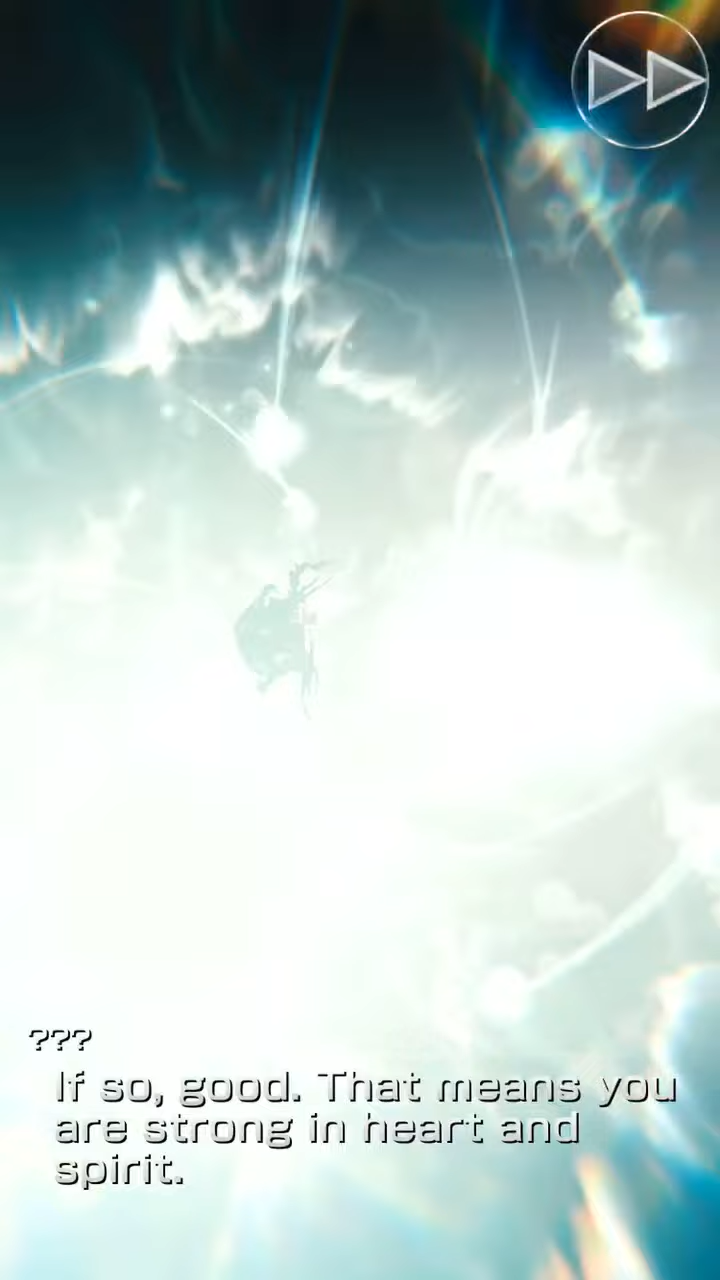 ???
If so, good. That means you
are strong in heart and
spirit.